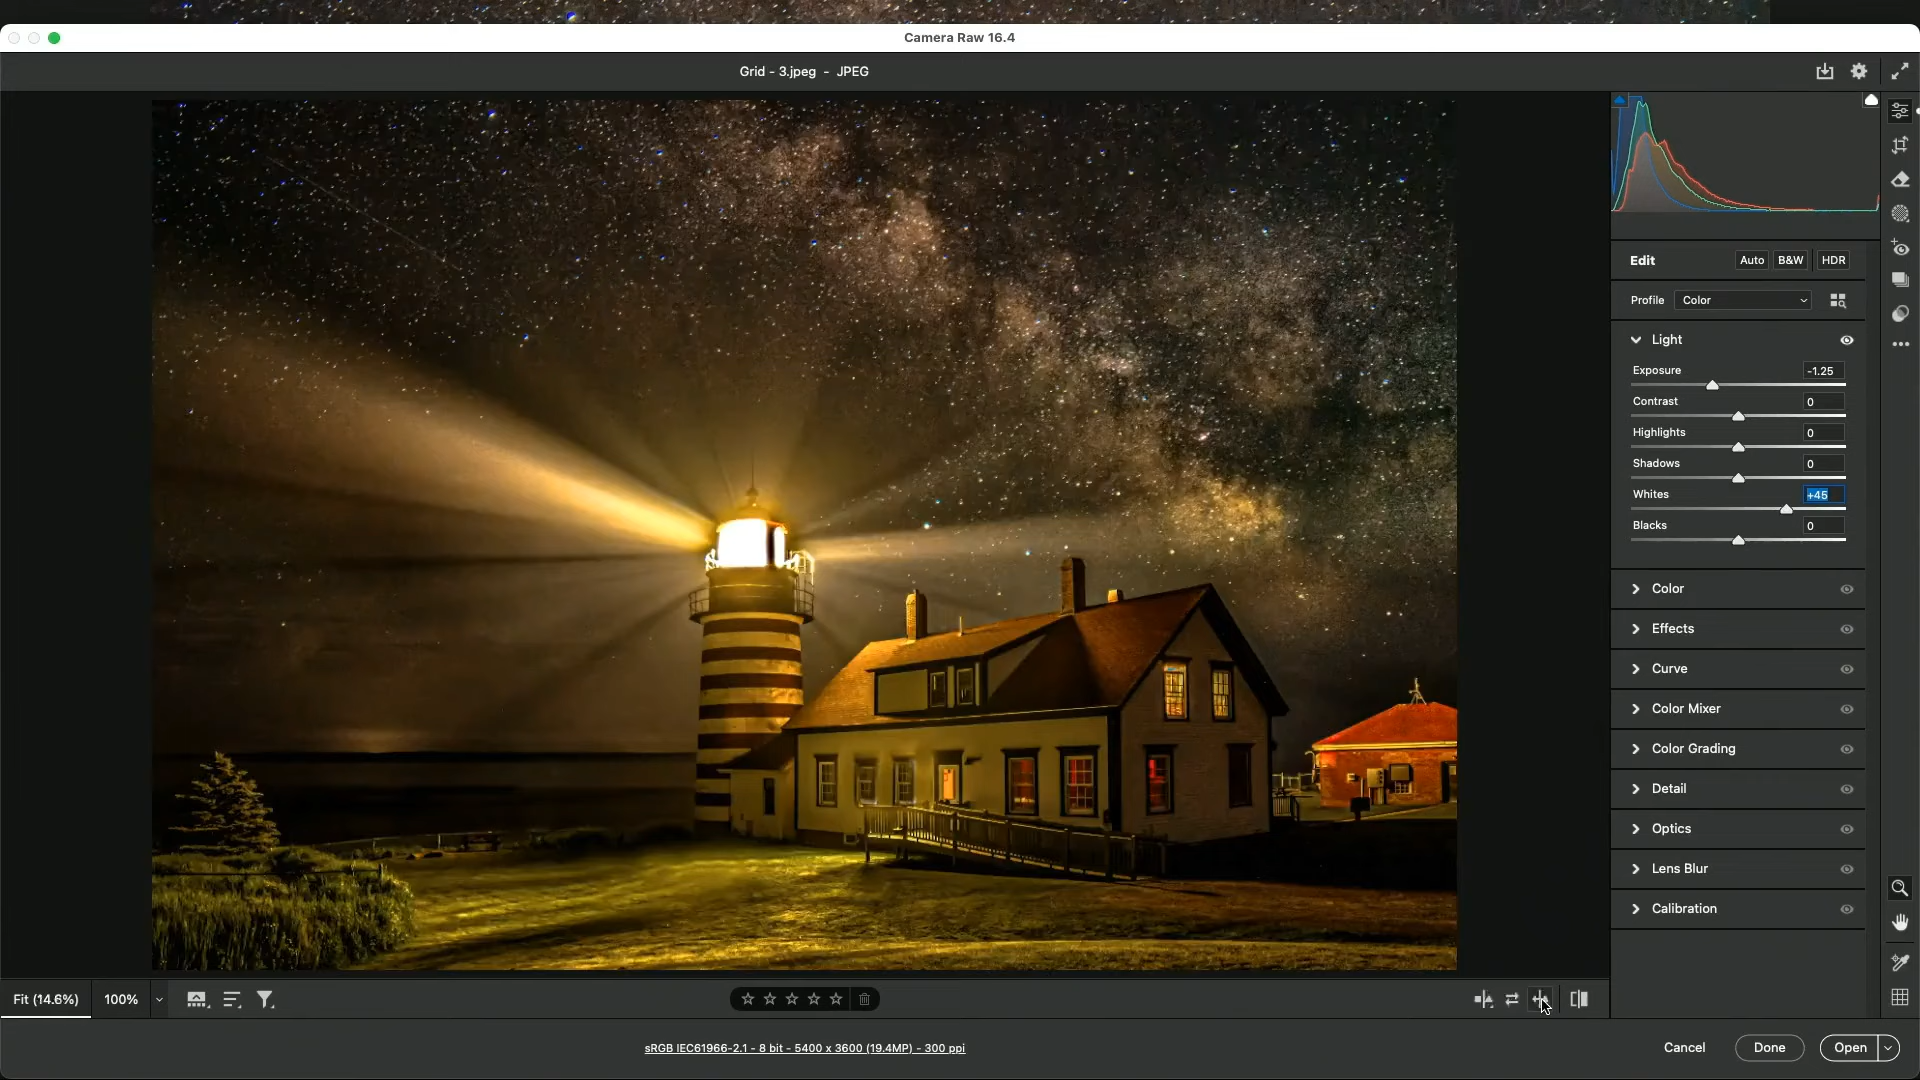 Camera Raw 16.4
Grid - 3.jpeg - JPEG
Edit Auto B&W HDR
Profile Color
Light
Exposure -1.25
Contrast 0
Highlights 0
Shadows 0
Whites +45
Blacks 0
Color
Effects
Curve
Color Mixer
Color Grading
Detail
Optics
Lens Blur
Calibration
Fit (14.6%) 100%
sRGB IEC61966-2.1 - 8 bit - 5400 x 3600 (19.4MP) - 300 ppi
Cancel Done Open